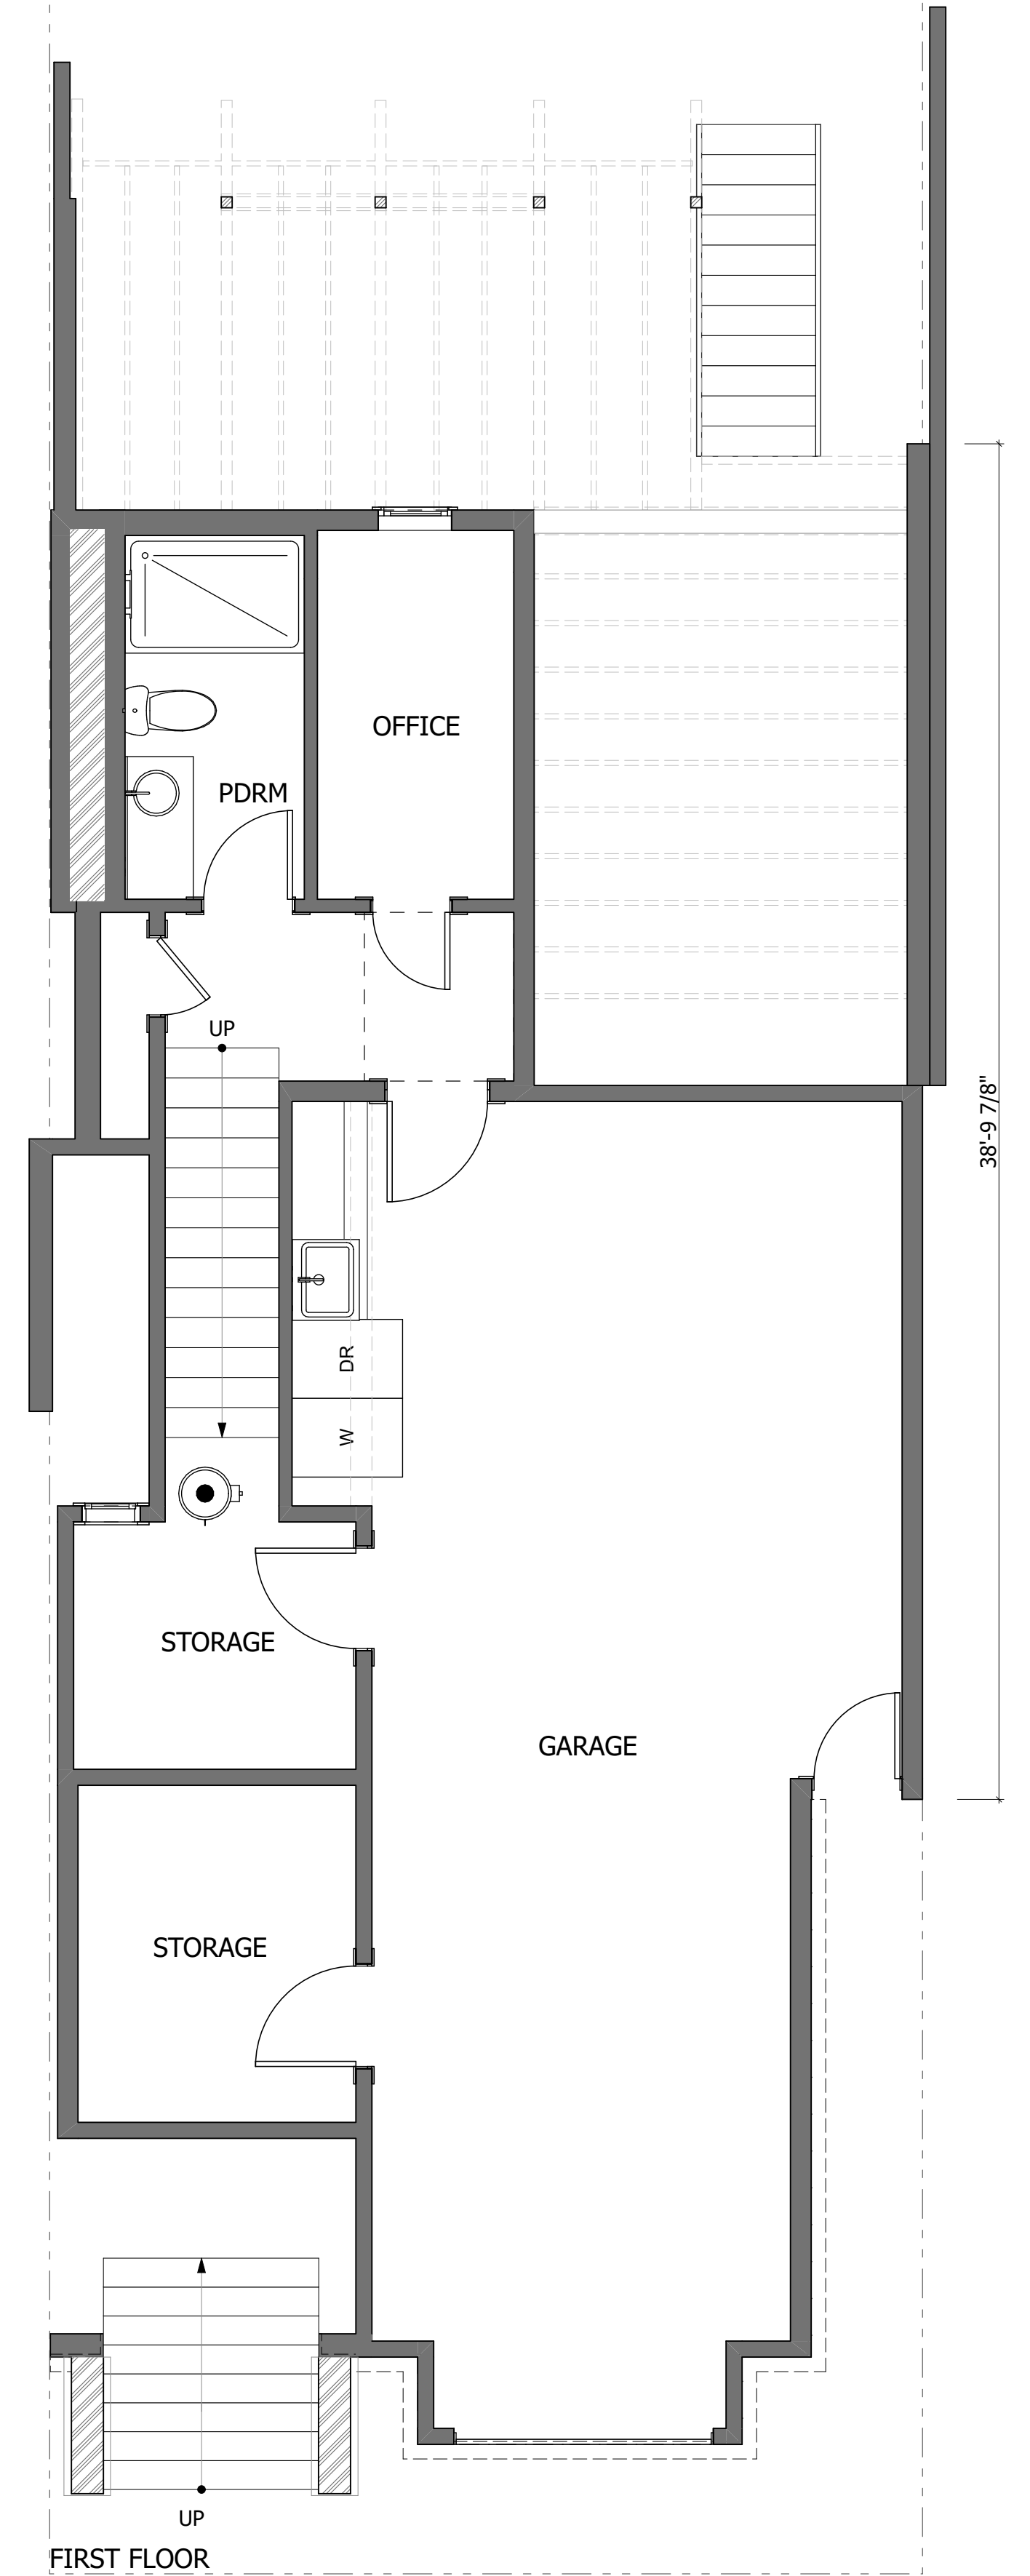 OFFICE
PDRM
UP
38'-9 7/8"
DR
W
STORAGE
GARAGE
STORAGE
UP
FIRST FLOOR